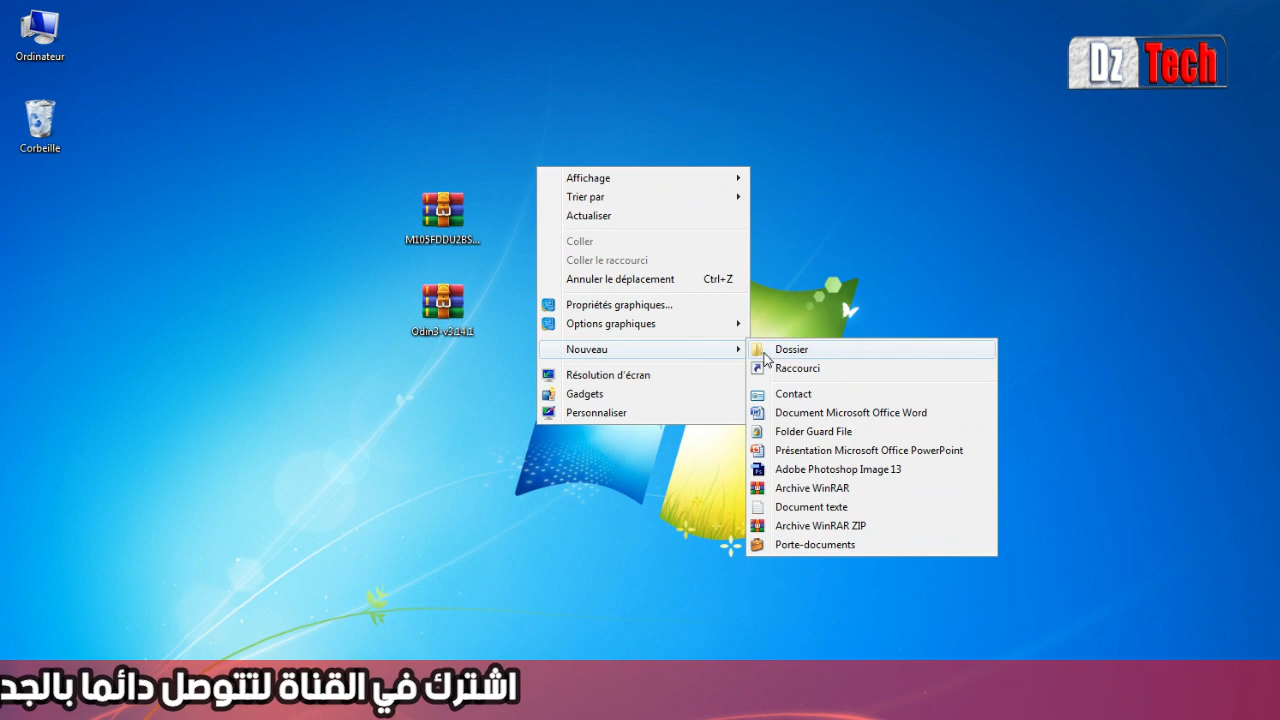 Ordinateur
Corbeille
Dz Tech
M105FDDU2BS...
Odin3-v3.14.1
Affichage
Trier par
Actualiser
Coller
Coller le raccourci
Annuler le déplacement Ctrl+Z
Propriétés graphiques...
Options graphiques
Nouveau
Résolution d'écran
Gadgets
Personnaliser
Dossier
Raccourci
Contact
Document Microsoft Office Word
Folder Guard File
Présentation Microsoft Office PowerPoint
Adobe Photoshop Image 13
Archive WinRAR
Document texte
Archive WinRAR ZIP
Porte-documents
اشترك في القناة لتتوصل دائما بالجد